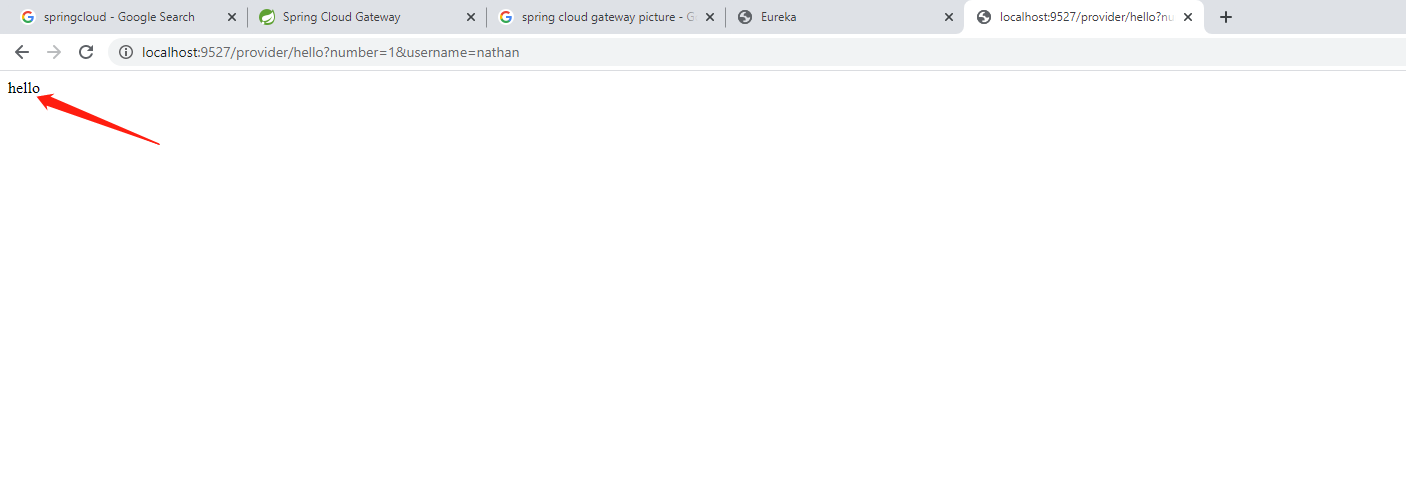 springcloud - Google Search
Spring Cloud Gateway
spring cloud gateway picture - G
Eureka
localhost:9527/provider/hello?nu
localhost:9527/provider/hello?number=1&username=nathan
hello